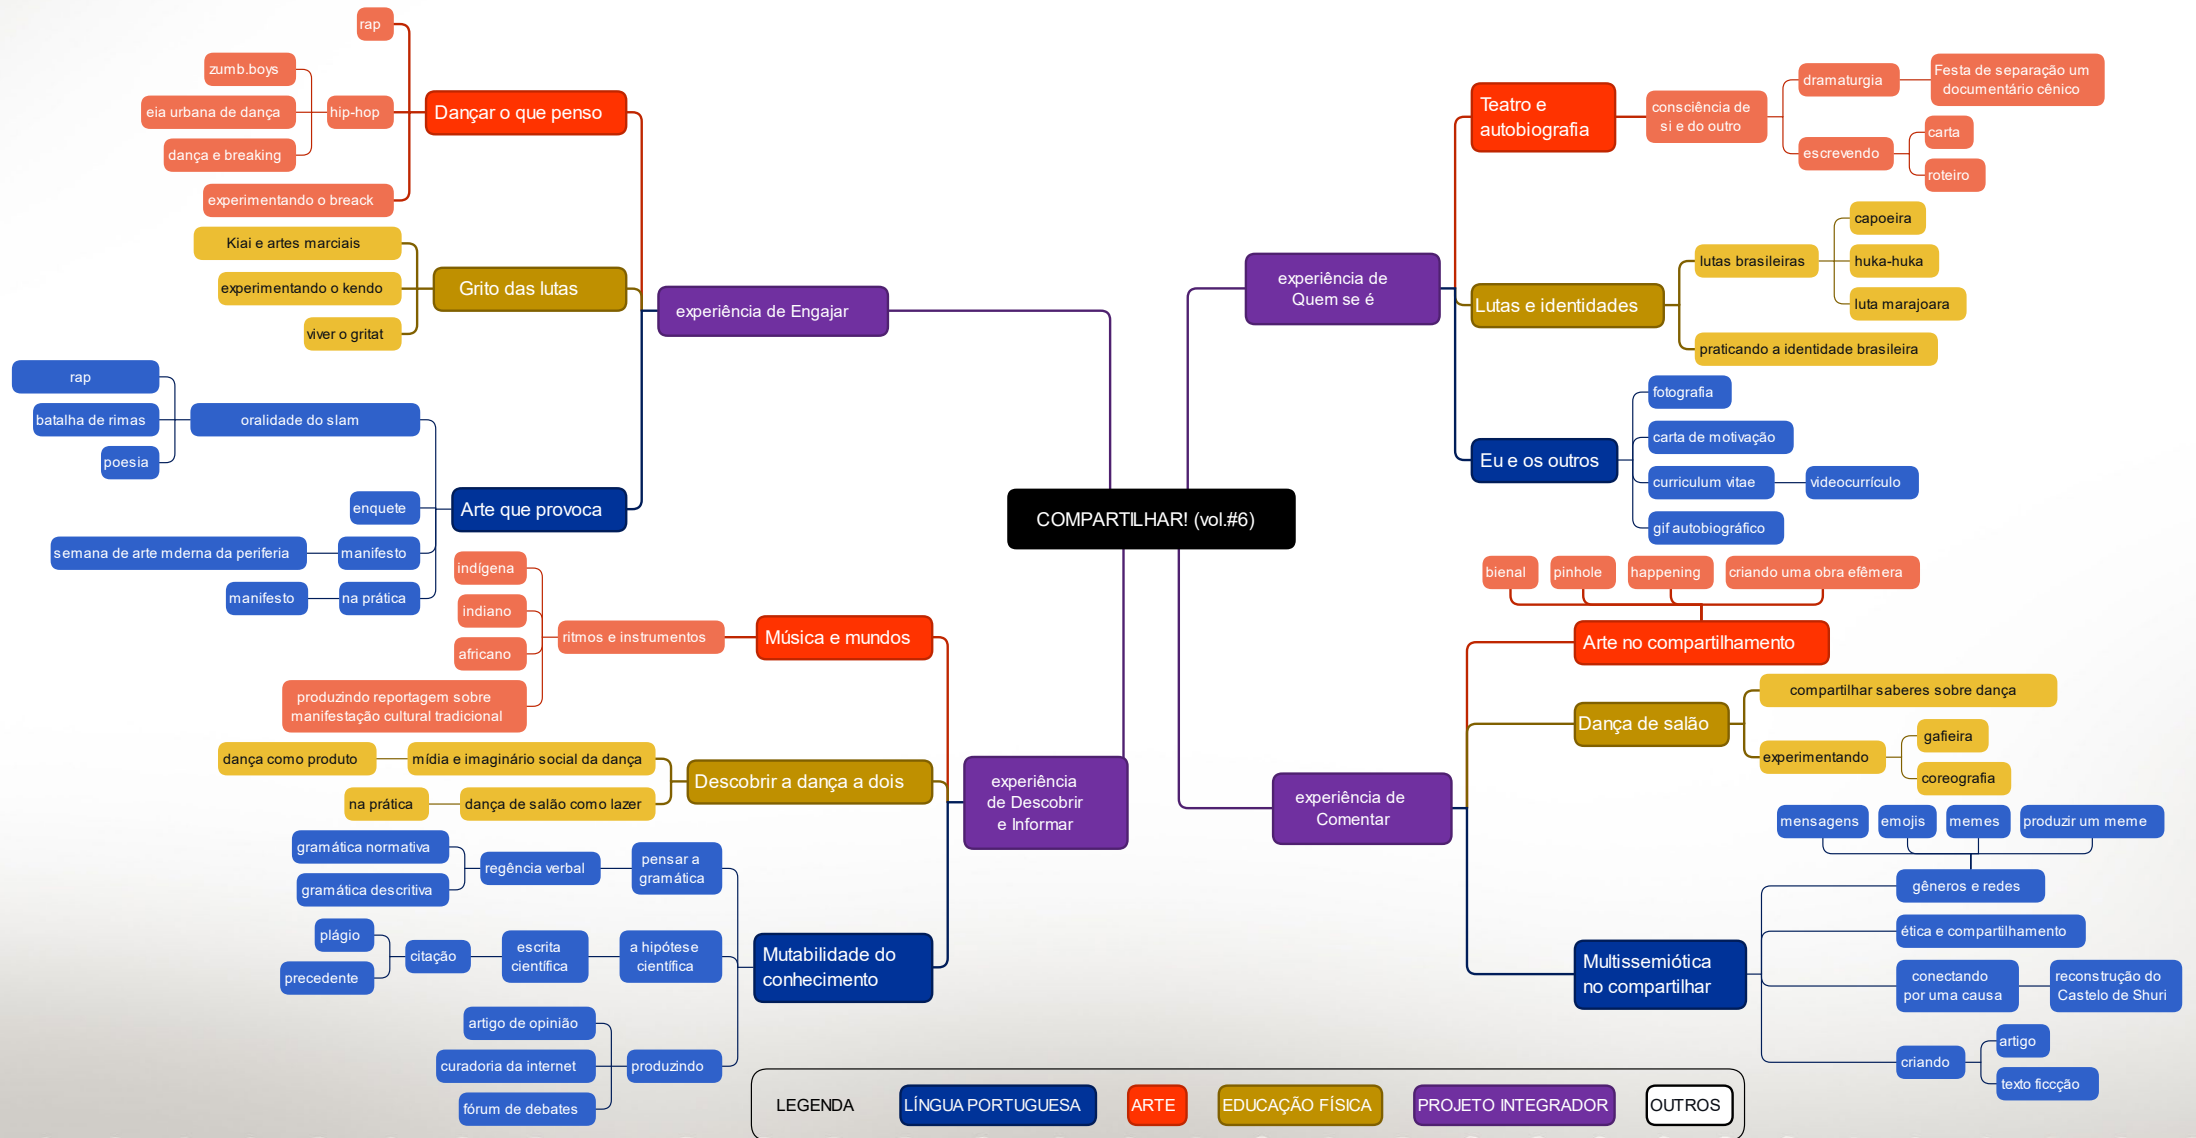 COMPARTILHAR! (vol.#6)
experiência de Engajar
Dançar o que penso
rap
hip-hop
zumb.boys
eia urbana de dança
dança e breaking
experimentando o breack
Grito das lutas
Kiai e artes marciais
experimentando o kendo
viver o gritat
Arte que provoca
oralidade do slam
rap
batalha de rimas
poesia
enquete
manifesto
semana de arte mderna da periferia
na prática
manifesto
experiência
de Descobrir
e Informar
Música e mundos
ritmos e instrumentos
indígena
indiano
africano
produzindo reportagem sobre
manifestação cultural tradicional
Descobrir a dança a dois
mídia e imaginário social da dança
dança como produto
dança de salão como lazer
na prática
Mutabilidade do
conhecimento
pensar a
gramática
regência verbal
gramática normativa
gramática descritiva
a hipótese
científica
escrita
científica
citação
plágio
precedente
produzindo
artigo de opinião
curadoria da internet
fórum de debates
experiência de
Quem se é
Teatro e
autobiografia
consciência de
si e do outro
dramaturgia
Festa de separação um
documentário cênico
escrevendo
carta
roteiro
Lutas e identidades
lutas brasileiras
capoeira
huka-huka
luta marajoara
praticando a identidade brasileira
Eu e os outros
fotografia
carta de motivação
curriculum vitae
videocurrículo
gif autobiográfico
experiência de
Comentar
Arte no compartilhamento
bienal
pinhole
happening
criando uma obra efêmera
Dança de salão
compartilhar saberes sobre dança
experimentando
gafieira
coreografia
Multissemiótica
no compartilhar
gêneros e redes
mensagens
emojis
memes
produzir um meme
ética e compartilhamento
conectando
por uma causa
reconstrução do
Castelo de Shuri
criando
artigo
texto ficcção
LEGENDA
LÍNGUA PORTUGUESA
ARTE
EDUCAÇÃO FÍSICA
PROJETO INTEGRADOR
OUTROS